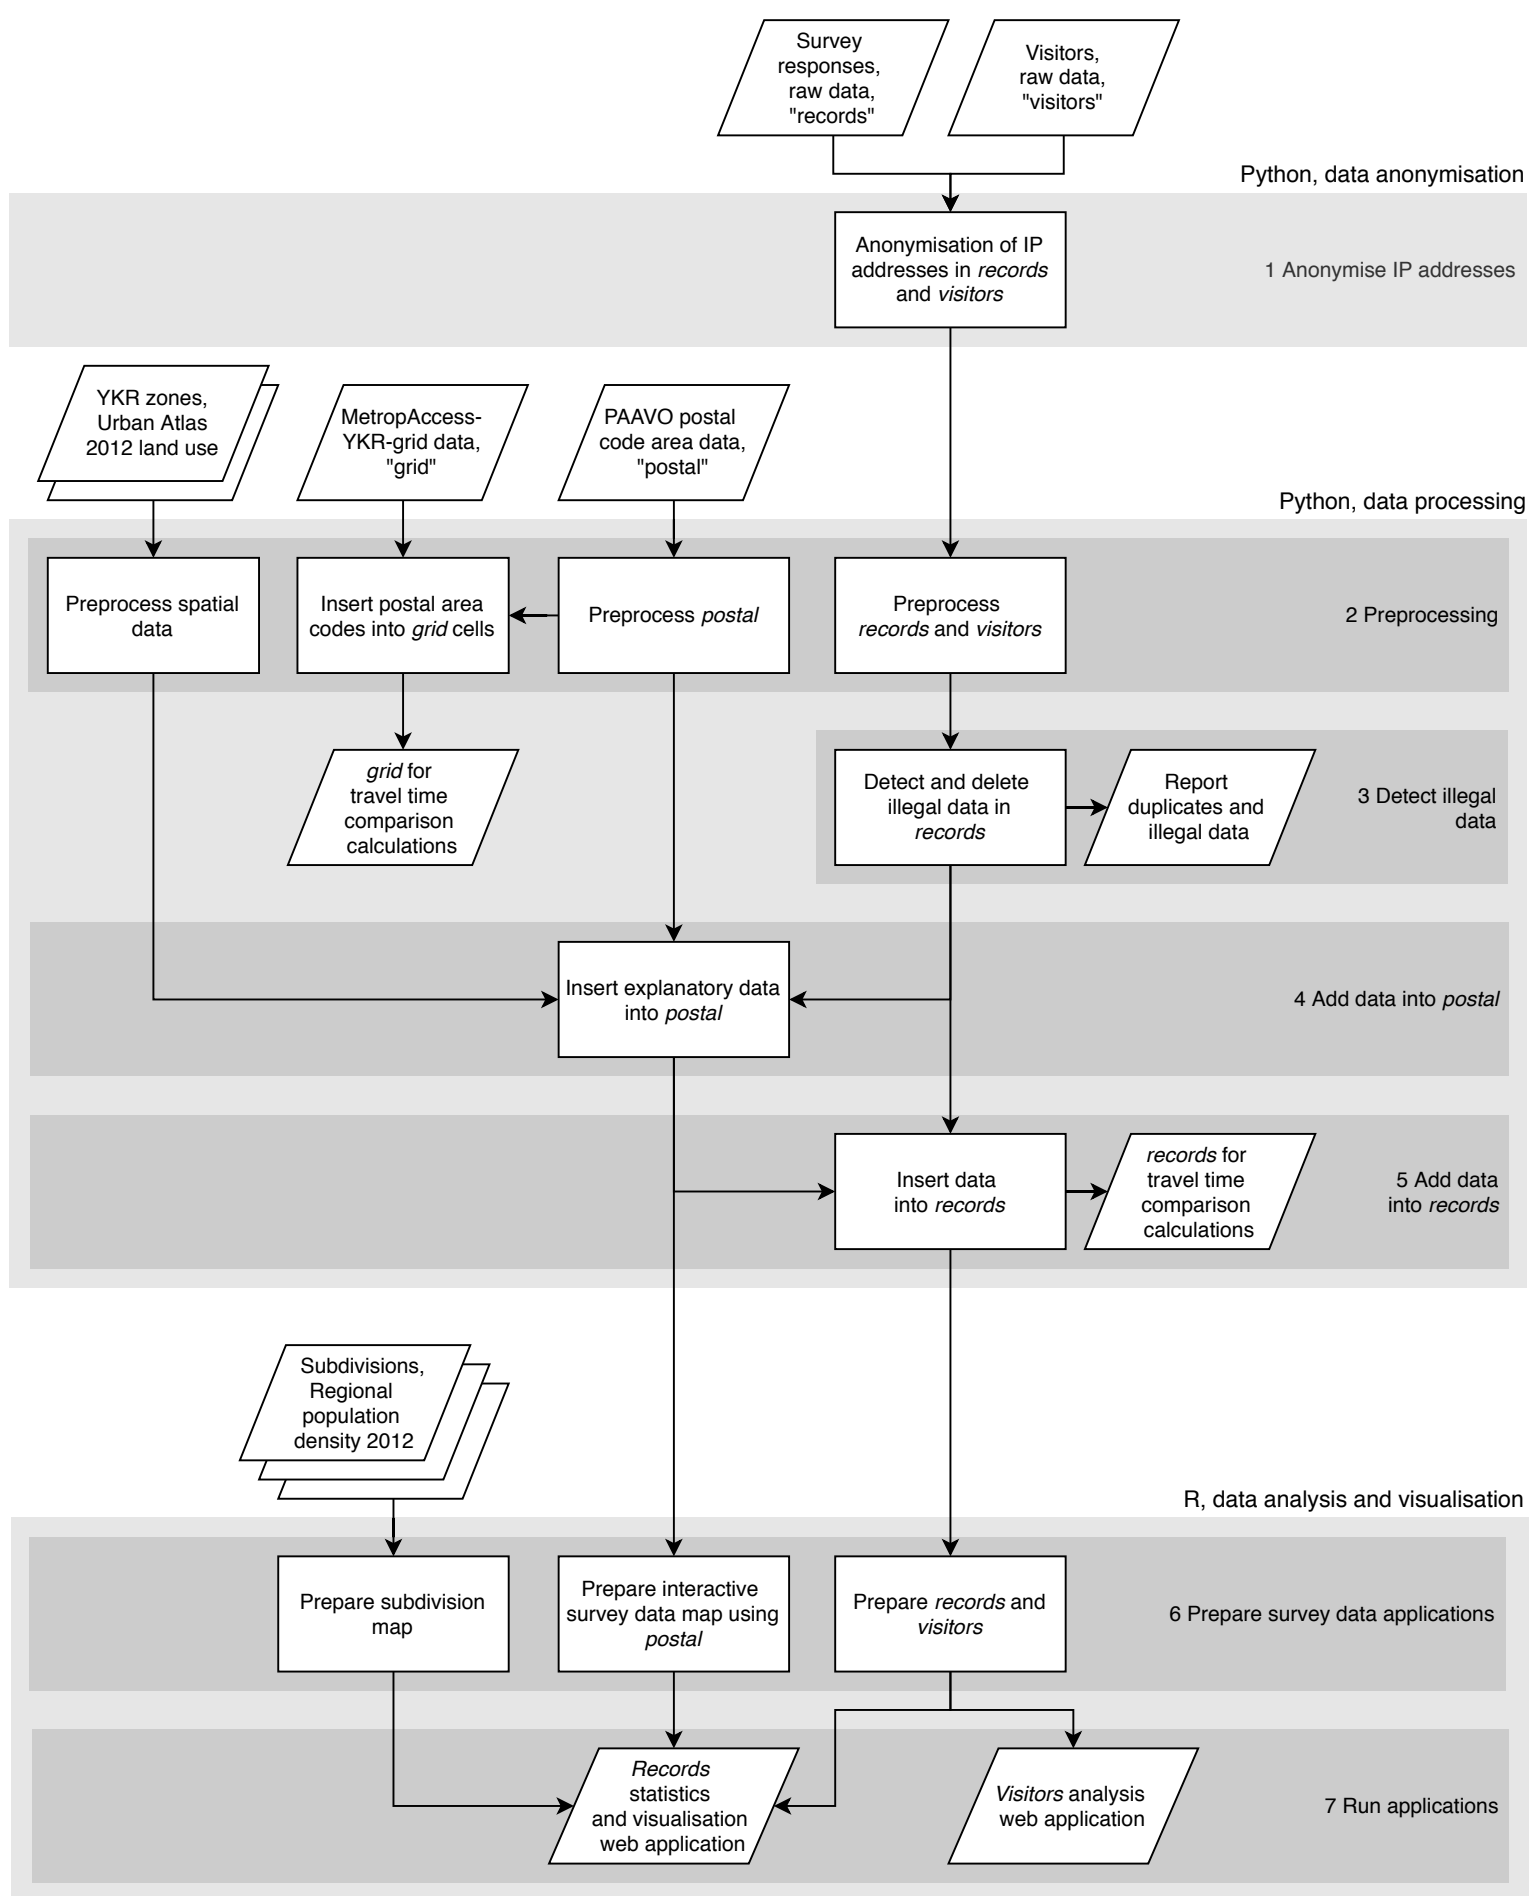 Survey
responses,
raw data,
"records"
Visitors,
raw data,
"visitors"
Python, data anonymisation
Anonymisation of IP
addresses in records
and visitors
1 Anonymise IP addresses
YKR zones,
Urban Atlas
2012 land use
MetropAccess-
YKR-grid data,
"grid"
PAAVO postal
code area data,
"postal"
Python, data processing
Preprocess spatial
data
Insert postal area
codes into grid cells
Preprocess postal
Preprocess
records and visitors
2 Preprocessing
grid for
travel time
comparison
calculations
Detect and delete
illegal data in
records
Report
duplicates and
illegal data
3 Detect illegal
data
Insert explanatory data
into postal
4 Add data into postal
Insert data
into records
records for
travel time
comparison
calculations
5 Add data
into records
Subdivisions,
Regional
population
density 2012
R, data analysis and visualisation
Prepare subdivision
map
Prepare interactive
survey data map using
postal
Prepare records and
visitors
6 Prepare survey data applications
Records
statistics
and visualisation
web application
Visitors analysis
web application
7 Run applications